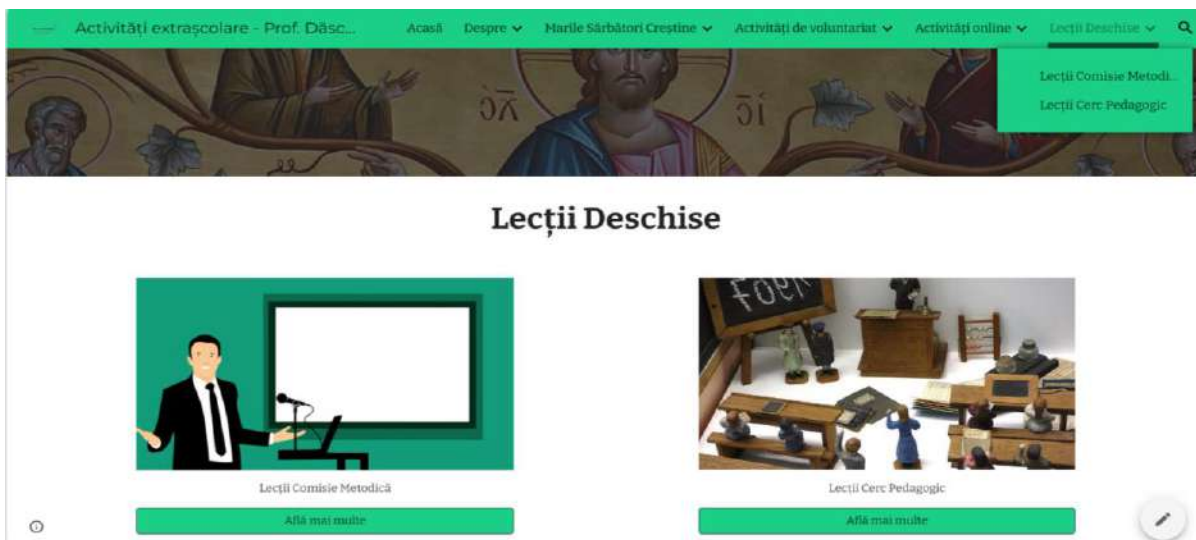 Activități extrașcolare - Prof. Dăsc...
Acasă Despre Marile Sărbători Creștine Activități de voluntariat Activități online Lecții Deschise
Lecții Comisie Metodi...
Lecții Cerc Pedagogic
Lecții Deschise
Lecții Comisie Metodică
Lecții Cerc Pedagogic
Află mai multe
Află mai multe